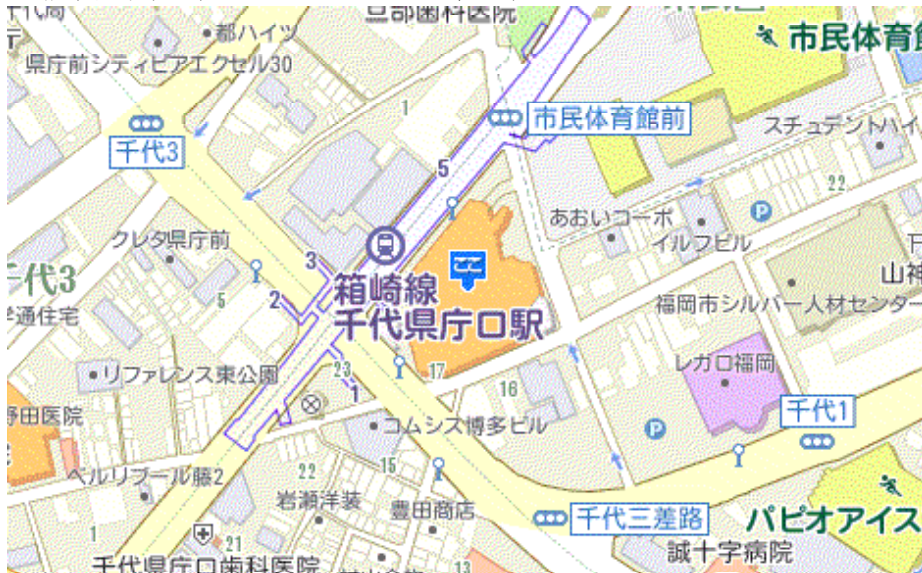 都ハイツ
県庁前シティピアエクセル30
市民体育館
市民体育館前
千代3
1
5
スチュデントハイ
22
あおいコーポ
イルフビル
クレタ県庁前
3
千代3
箱崎線
千代県庁口駅
2
5
学通住宅
山神
福岡市シルバー人材センター
リファレンス東公園
23
1
17
16
レガロ福岡
千代1
野田医院
コムシス博多ビル
ベルリブール藤2
22
15
岩瀬洋装
豊田商店
千代三差路
パピオアイス
1
21
千代県庁口歯科医院
13
誠十字病院